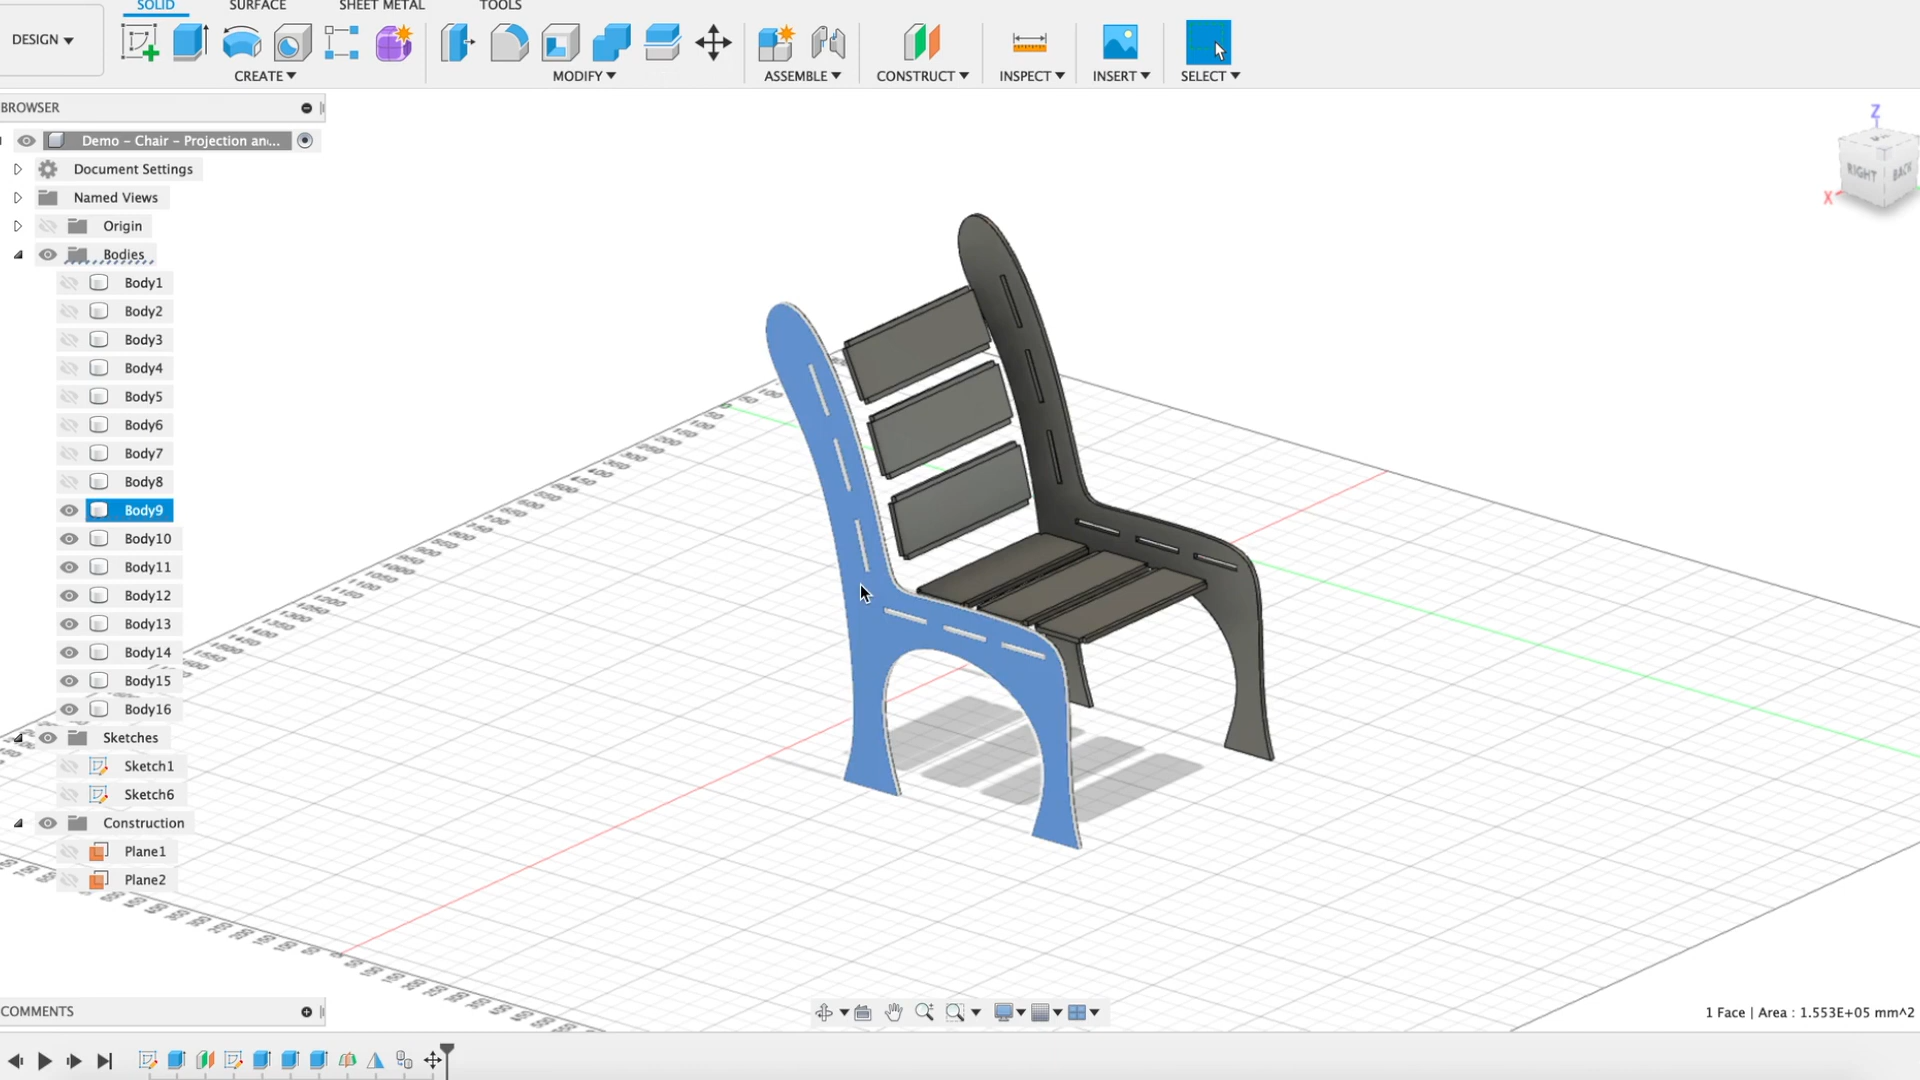 SOLID SURFACE SHEET METAL TOOLS
DESIGN
CREATE MODIFY ASSEMBLE CONSTRUCT INSPECT INSERT SELECT
BROWSER
Demo – Chair – Projection an...
Document Settings
Named Views
Origin
Bodies
Body1
Body2
Body3
Body4
Body5
Body6
Body7
Body8
Body9
Body10
Body11
Body12
Body13
Body14
Body15
Body16
Sketches
Sketch1
Sketch6
Construction
Plane1
Plane2
Z
RIGHT BACK
X
COMMENTS
1 Face | Area : 1.553E+05 mm^2